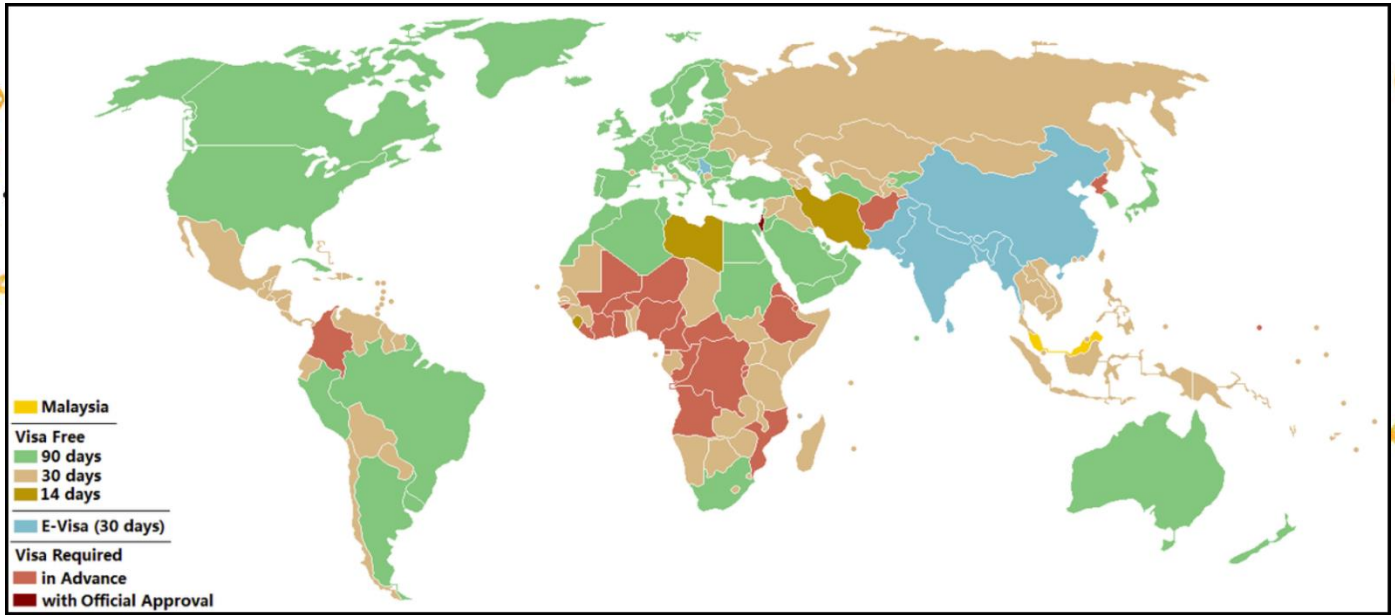 Malaysia
Visa Free
90 days
30 days
14 days
E-Visa (30 days)
Visa Required
in Advance
with Official Approval